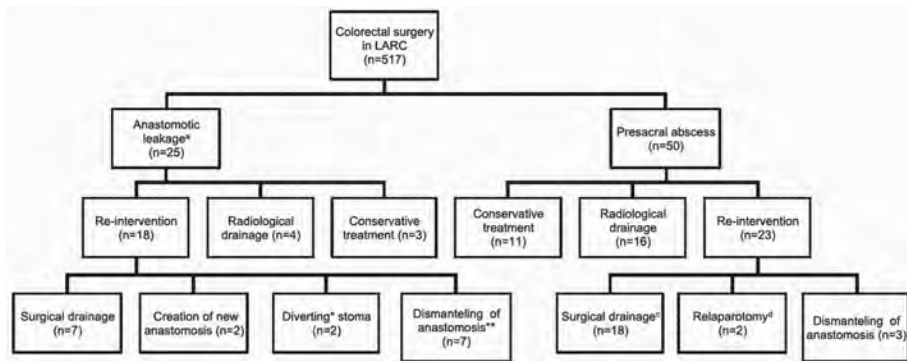 Colorectal surgery
in LARC
(n=517)
Anastomotic
leakage*
(n=25)
Presacral abscess
(n=50)
Re-intervention
(n=18)
Radiological
drainage (n=4)
Conservative
treatment (n=3)
Conservative
treatment
(n=11)
Radiological
drainage
(n=16)
Re-intervention
(n=23)
Surgical drainage
(n=7)
Creation of new
anastomosis (n=2)
Diverting* stoma
(n=2)
Dismanteling of
anastomosis**
(n=7)
Surgical drainageᶜ
(n=18)
Relaparotomyᵈ
(n=2)
Dismanteling of
anastomosis (n=3)